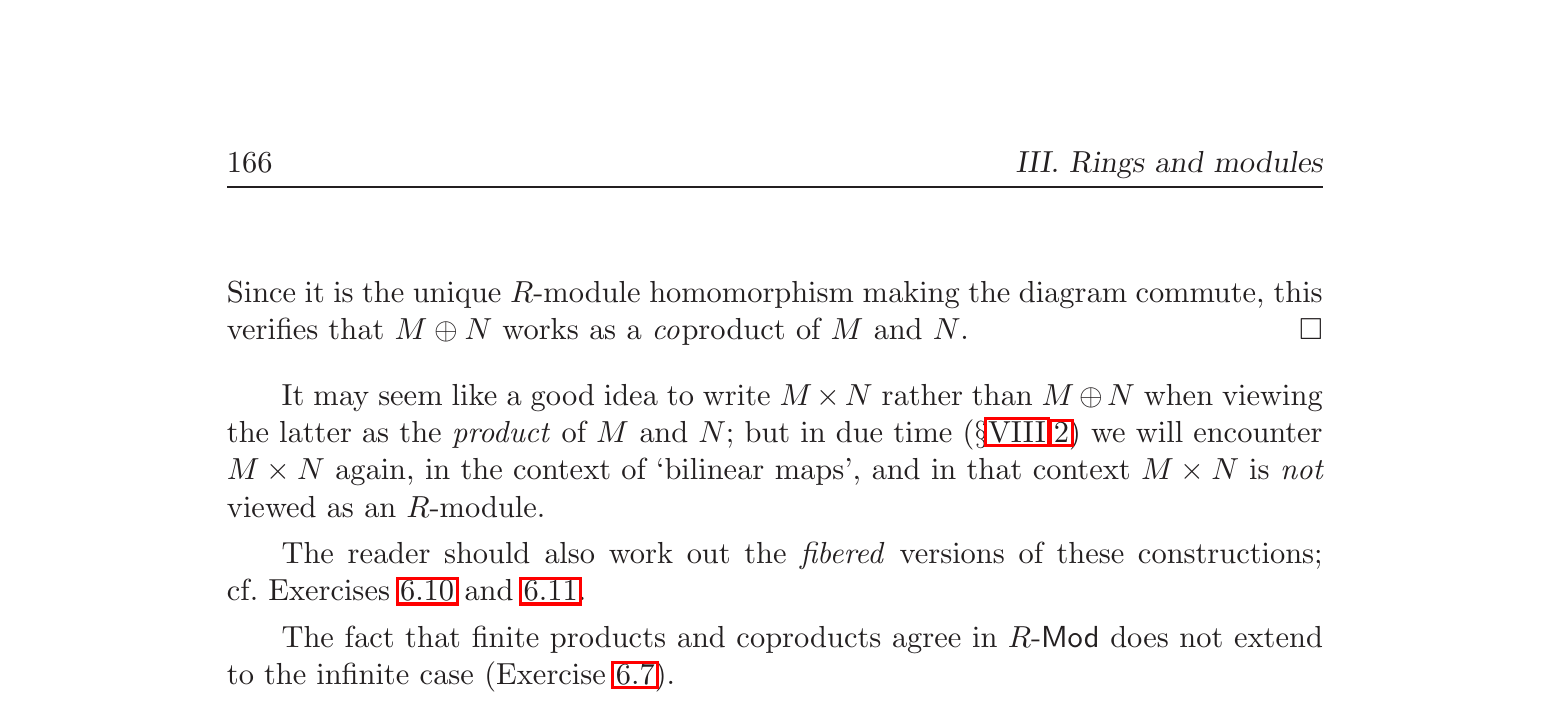 166 III. Rings and modules
Since it is the unique R-module homomorphism making the diagram commute, this
verifies that M ⊕ N works as a coproduct of M and N. □
It may seem like a good idea to write M × N rather than M ⊕ N when viewing
the latter as the product of M and N; but in due time (§VIII.2) we will encounter
M × N again, in the context of ‘bilinear maps’, and in that context M × N is not
viewed as an R-module.
The reader should also work out the fibered versions of these constructions;
cf. Exercises 6.10 and 6.11.
The fact that finite products and coproducts agree in R-Mod does not extend
to the infinite case (Exercise 6.7).